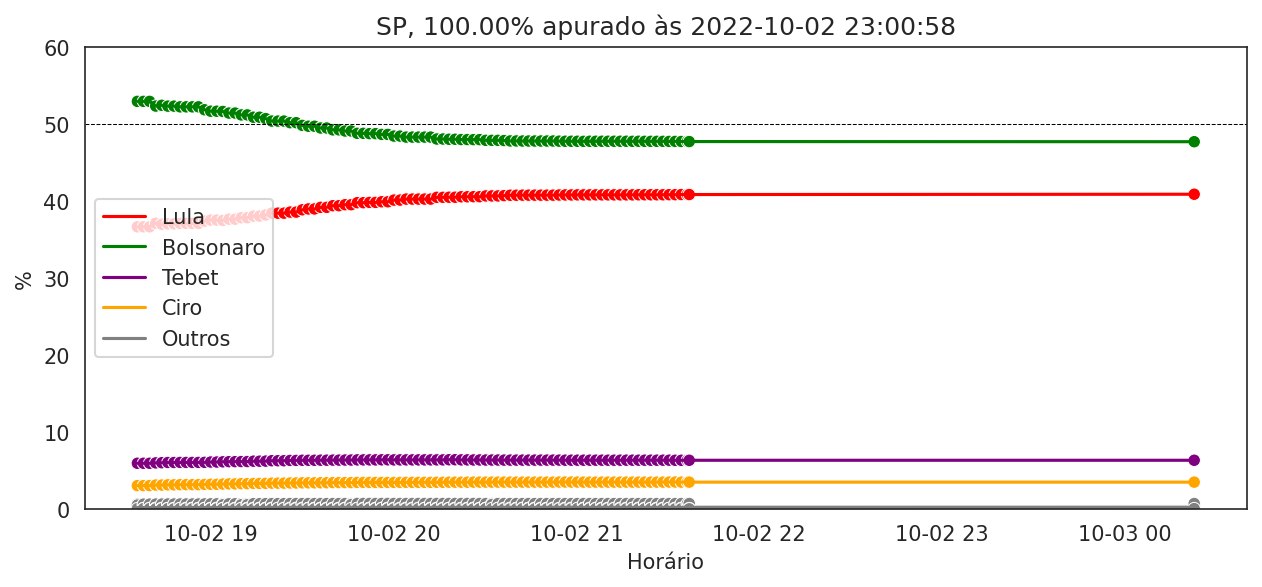 SP, 100.00% apurado às 2022-10-02 23:00:58
60
50
40
30
20
10
0
%
Lula
Bolsonaro
Tebet
Ciro
Outros
10-02 19 10-02 20 10-02 21 10-02 22 10-02 23 10-03 00
Horário